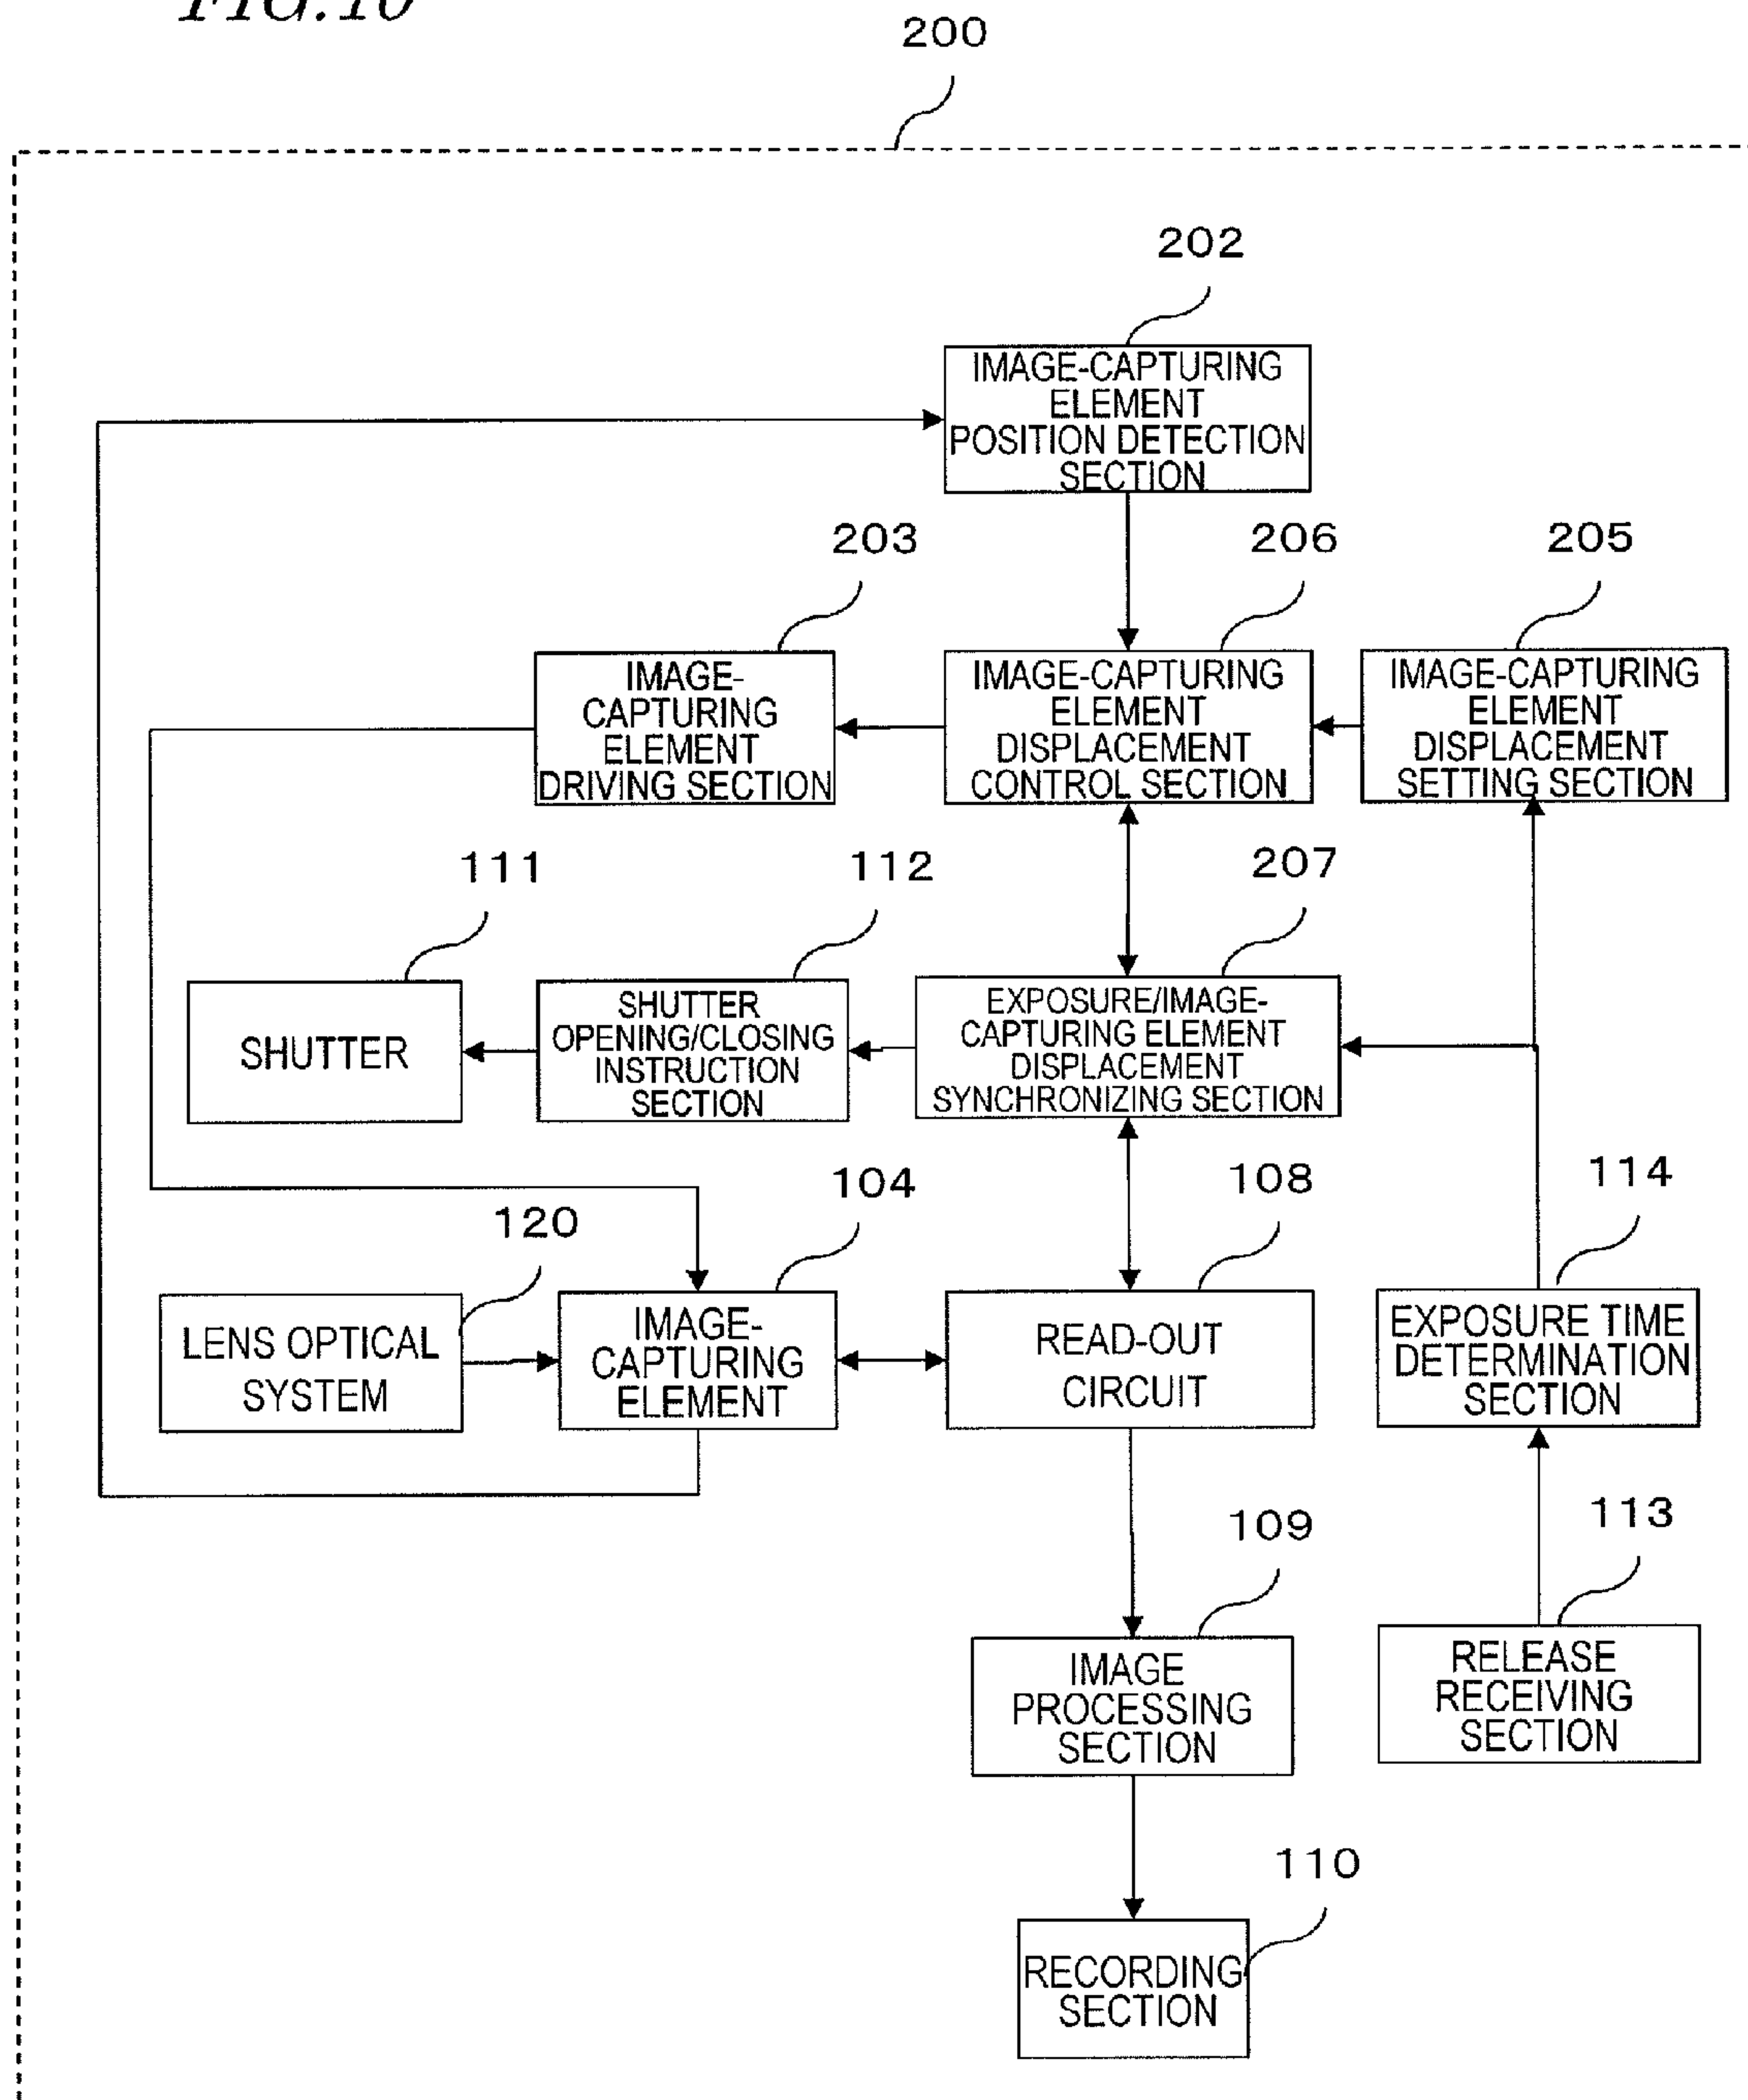 FIG.10
200
202
IMAGE-CAPTURING
ELEMENT
POSITION DETECTION
SECTION
203
206
205
IMAGE-
CAPTURING
ELEMENT
DRIVING SECTION
IMAGE-CAPTURING
ELEMENT
DISPLACEMENT
CONTROL SECTION
IMAGE-CAPTURING
ELEMENT
DISPLACEMENT
SETTING SECTION
111
112
207
SHUTTER
SHUTTER
OPENING/CLOSING
INSTRUCTION
SECTION
EXPOSURE/IMAGE-
CAPTURING ELEMENT
DISPLACEMENT
SYNCHRONIZING SECTION
120
104
108
114
LENS OPTICAL
SYSTEM
IMAGE-
CAPTURING
ELEMENT
READ-OUT
CIRCUIT
EXPOSURE TIME
DETERMINATION
SECTION
109
113
IMAGE
PROCESSING
SECTION
RELEASE
RECEIVING
SECTION
110
RECORDING
SECTION